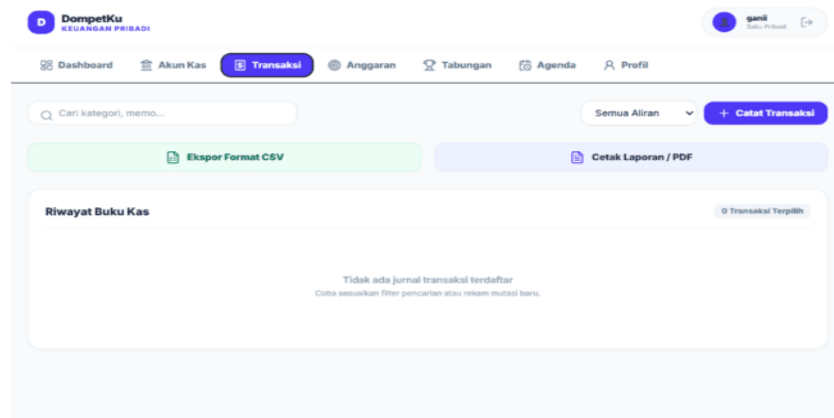 D
DompetKu
KEUANGAN PRIBADI
ganii
Saku Pribadi
Dashboard
Akun Kas
Transaksi
Anggaran
Tabungan
Agenda
Profil
Cari kategori, memo...
Semua Aliran
+ Catat Transaksi
Ekspor Format CSV
Cetak Laporan / PDF
Riwayat Buku Kas
0 Transaksi Terpilih
Tidak ada jurnal transaksi terdaftar
Coba sesuaikan filter pencarian atau rekam mutasi baru.